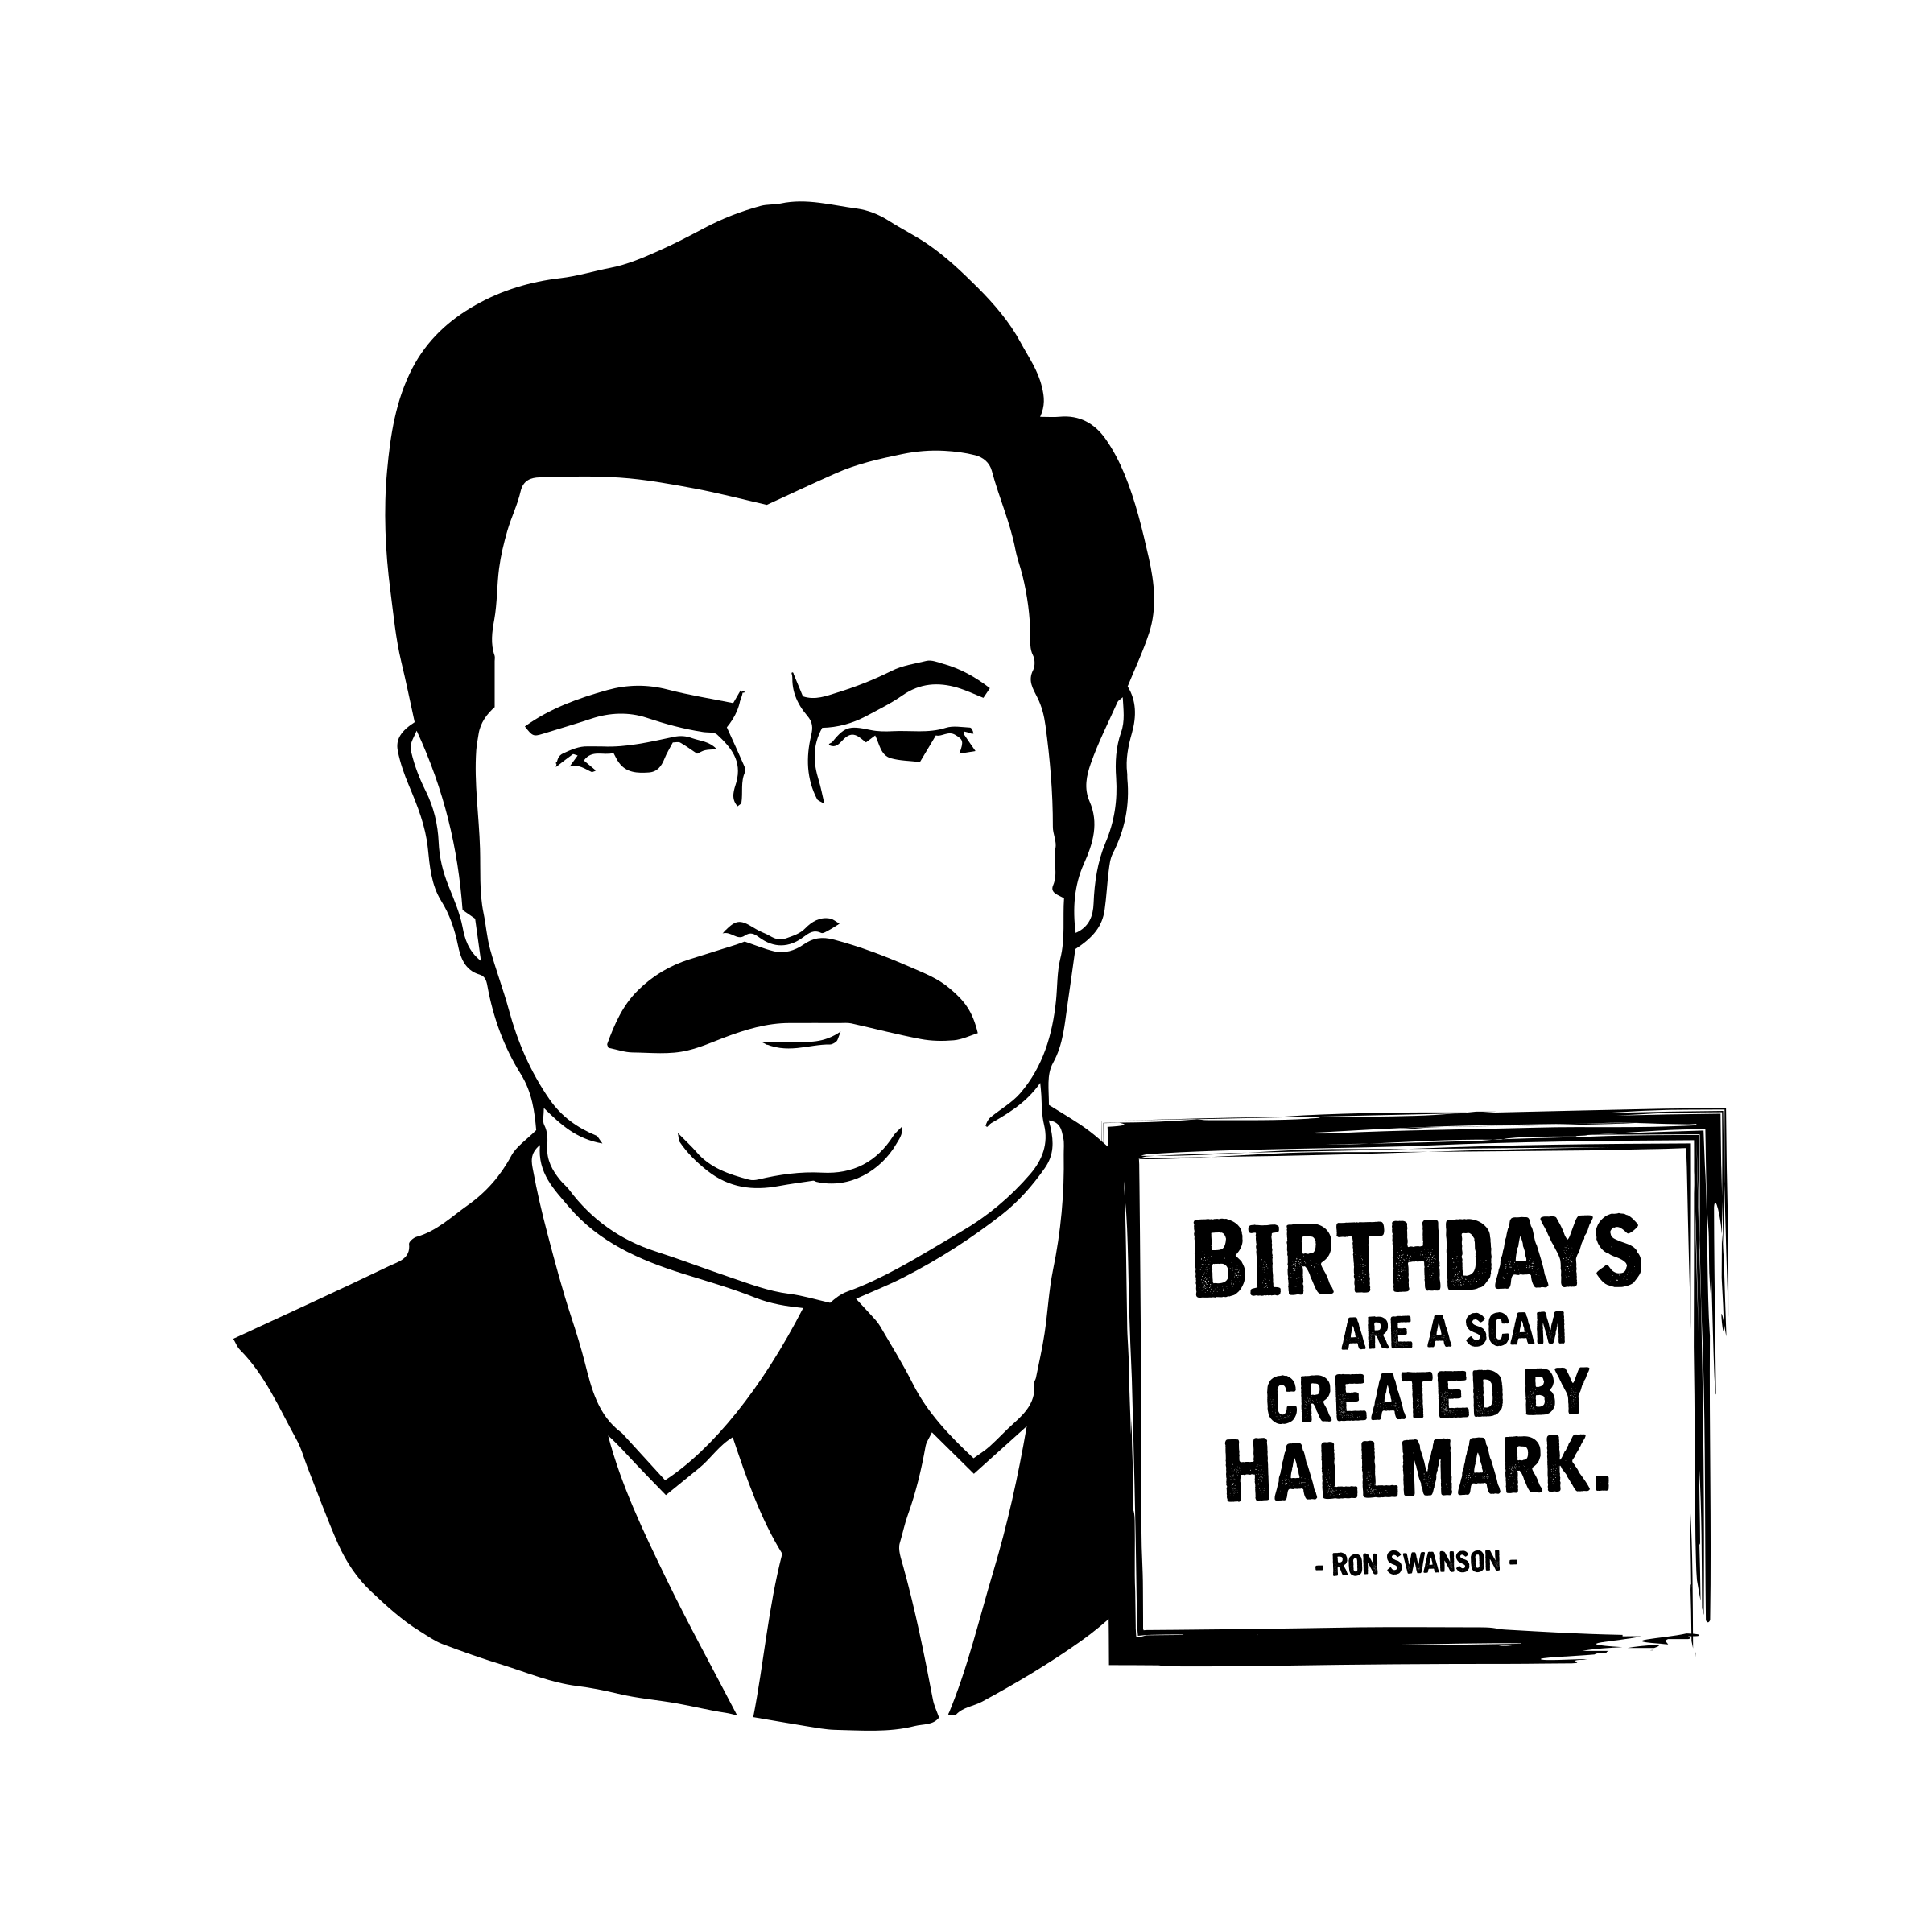 BIRTHDAYS
ARE A SCAM
CREATED BY
HALLMARK.
- RON SWANSON -